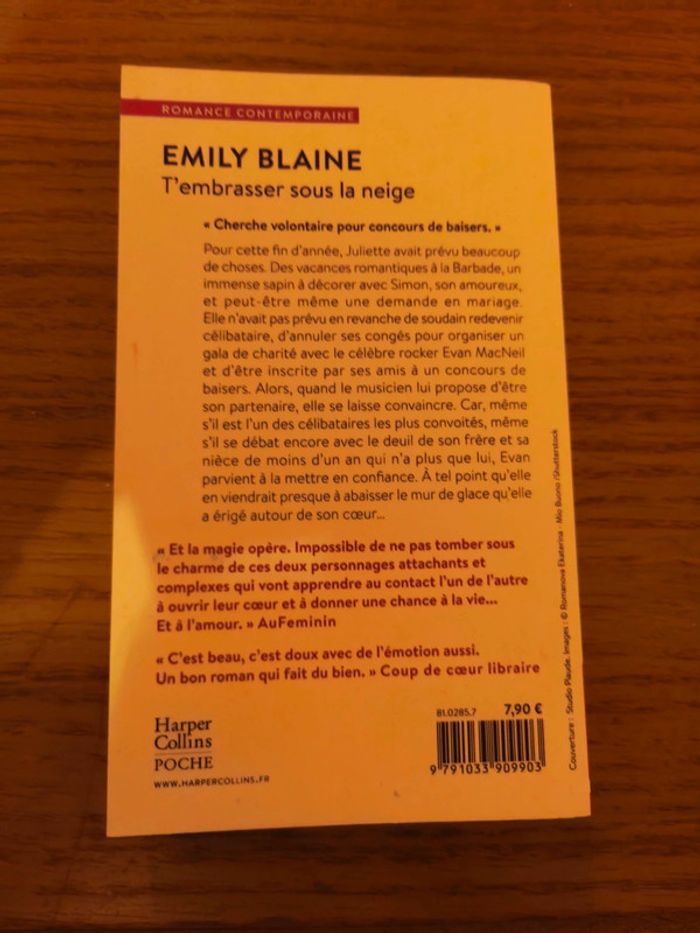 ROMANCE CONTEMPORAINE
EMILY BLAINE
T'embrasser sous la neige
« Cherche volontaire pour concours de baisers. »
Pour cette fin d'année, Juliette avait prévu beaucoup
de choses. Des vacances romantiques à la Barbade, un
immense sapin à décorer avec Simon, son amoureux,
et peut-être même une demande en mariage.
Elle n'avait pas prévu en revanche de soudain redevenir
célibataire, d'annuler ses congés pour organiser un
gala de charité avec le célèbre rocker Evan MacNeil
et d'être inscrite par ses amis à un concours de
baisers. Alors, quand le musicien lui propose d'être
son partenaire, elle se laisse convaincre. Car, même
s'il est l'un des célibataires les plus convoités, même
s'il se débat encore avec le deuil de son frère et sa
nièce de moins d'un an qui n'a plus que lui, Evan
parvient à la mettre en confiance. À tel point qu'elle
en viendrait presque à abaisser le mur de glace qu'elle
a érigé autour de son cœur...
« Et la magie opère. Impossible de ne pas tomber sous
le charme de ces deux personnages attachants et
complexes qui vont apprendre au contact l'un de l'autre
à ouvrir leur cœur et à donner une chance à la vie...
Et à l'amour. » AuFeminin
« C'est beau, c'est doux avec de l'émotion aussi.
Un bon roman qui fait du bien. » Coup de cœur libraire
Harper
Collins
POCHE
WWW.HARPERCOLLINS.FR
81.0285.7 7,90 €
9 791033 909903
Couverture : Studio Piaude. Images : © Romanova Ekaterina - Mio Buono /Shutterstock